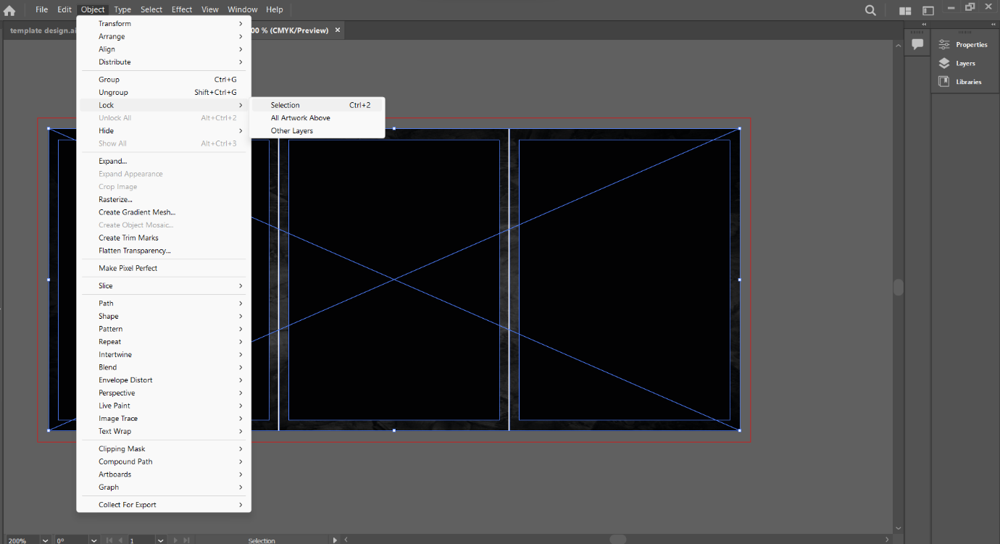 File Edit Object Type Select Effect View Window Help
template design.ai
00 % (CMYK/Preview) ×
Transform
Arrange
Align
Distribute
Group Ctrl+G
Ungroup Shift+Ctrl+G
Lock
Unlock All Alt+Ctrl+2
Hide
Show All Alt+Ctrl+3
Expand...
Expand Appearance
Crop Image
Rasterize...
Create Gradient Mesh...
Create Object Mosaic...
Create Trim Marks
Flatten Transparency...
Make Pixel Perfect
Slice
Path
Shape
Pattern
Repeat
Intertwine
Blend
Envelope Distort
Perspective
Live Paint
Image Trace
Text Wrap
Clipping Mask
Compound Path
Artboards
Graph
Collect For Export
Selection Ctrl+2
All Artwork Above
Other Layers
Properties
Layers
Libraries
200% 0° 1 Selection